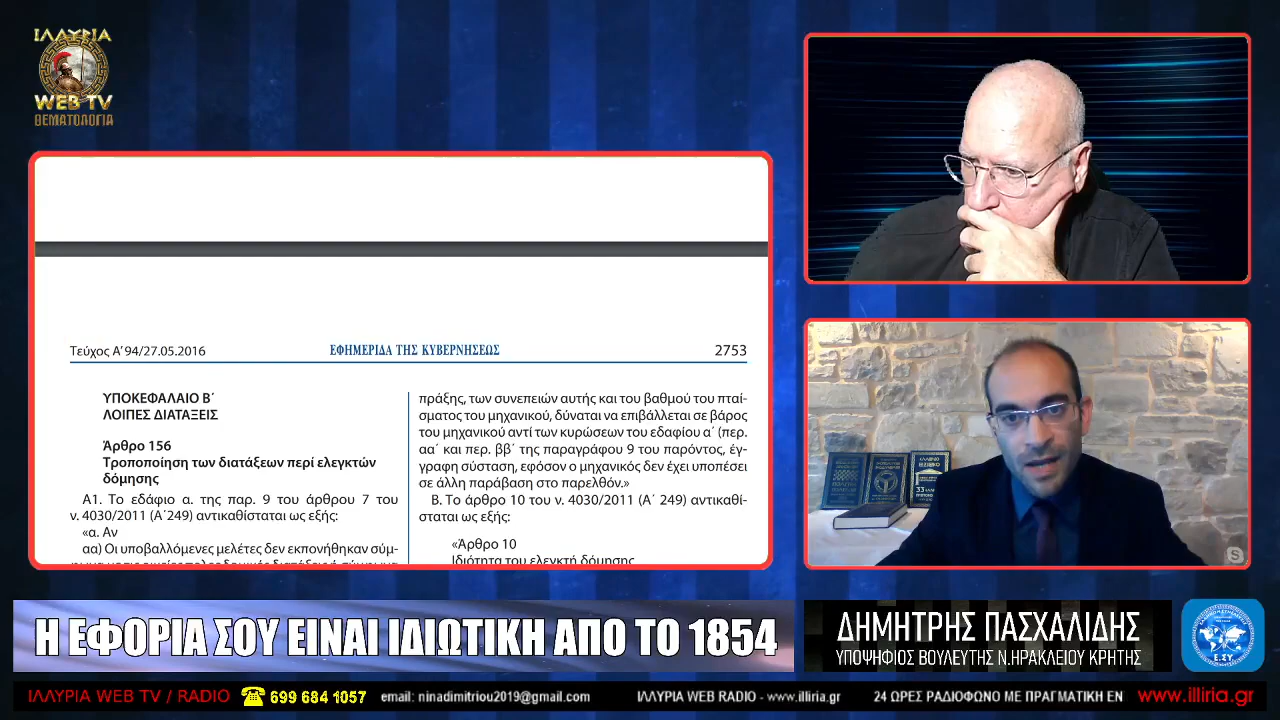 ΙΛΛΥΡΙΑ
WEB TV
ΘΕΜΑΤΟΛΟΓΙΑ
Τεύχος Α' 94/27.05.2016
ΕΦΗΜΕΡΙΔΑ ΤΗΣ ΚΥΒΕΡΝΗΣΕΩΣ
2753
ΥΠΟΚΕΦΑΛΑΙΟ Β΄
ΛΟΙΠΕΣ ΔΙΑΤΑΞΕΙΣ
Άρθρο 156
Τροποποίηση των διατάξεων περί ελεγκτών
δόμησης
Α1. Το εδάφιο α. της παρ. 9 του άρθρου 7 του
ν. 4030/2011 (Α΄249) αντικαθίσταται ως εξής:
«α. Αν
αα) Οι υποβαλλόμενες μελέτες δεν εκπονήθηκαν σύμ-
πράξης, των συνεπειών αυτής και του βαθμού του πταί-
σματος του μηχανικού, δύναται να επιβάλλεται σε βάρος
του μηχανικού αντί των κυρώσεων του εδαφίου α΄ (περ.
αα΄ και περ. ββ΄ της παραγράφου 9 του παρόντος, έγ-
γραφη σύσταση, εφόσον ο μηχανικός δεν έχει υποπέσει
σε άλλη παράβαση στο παρελθόν.»
Β. Το άρθρο 10 του ν. 4030/2011 (Α΄ 249) αντικαθί-
σταται ως εξής:
«Άρθρο 10
Ιδιότητα του ελεγκτή δόμησης
Η ΕΦΟΡΙΑ ΣΟΥ ΕΙΝΑΙ ΙΔΙΩΤΙΚΗ ΑΠΟ ΤΟ 1854
ΔΗΜΗΤΡΗΣ ΠΑΣΧΑΛΙΔΗΣ
ΥΠΟΨΗΦΙΟΣ ΒΟΥΛΕΥΤΗΣ Ν.ΗΡΑΚΛΕΙΟΥ ΚΡΗΤΗΣ
Ε.ΣΥ.
ΙΛΛΥΡΙΑ WEB TV / RADIO ☎ 699 684 1057 email: ninadimitriou2019@gmail.com ΙΛΛΥΡΙΑ WEB RADIO - www.illiria.gr 24 ΩΡΕΣ ΡΑΔΙΟΦΩΝΟ ΜΕ ΠΡΑΓΜΑΤΙΚΗ ΕΝ www.illiria.gr